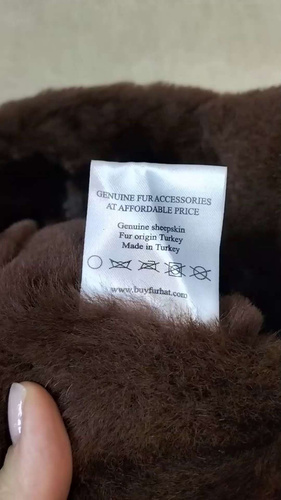 GENUINE FUR ACCESSORIES
AT AFFORDABLE PRICE
Genuine sheepskin
Fur origin Turkey
Made in Turkey
www.buyfurhat.com